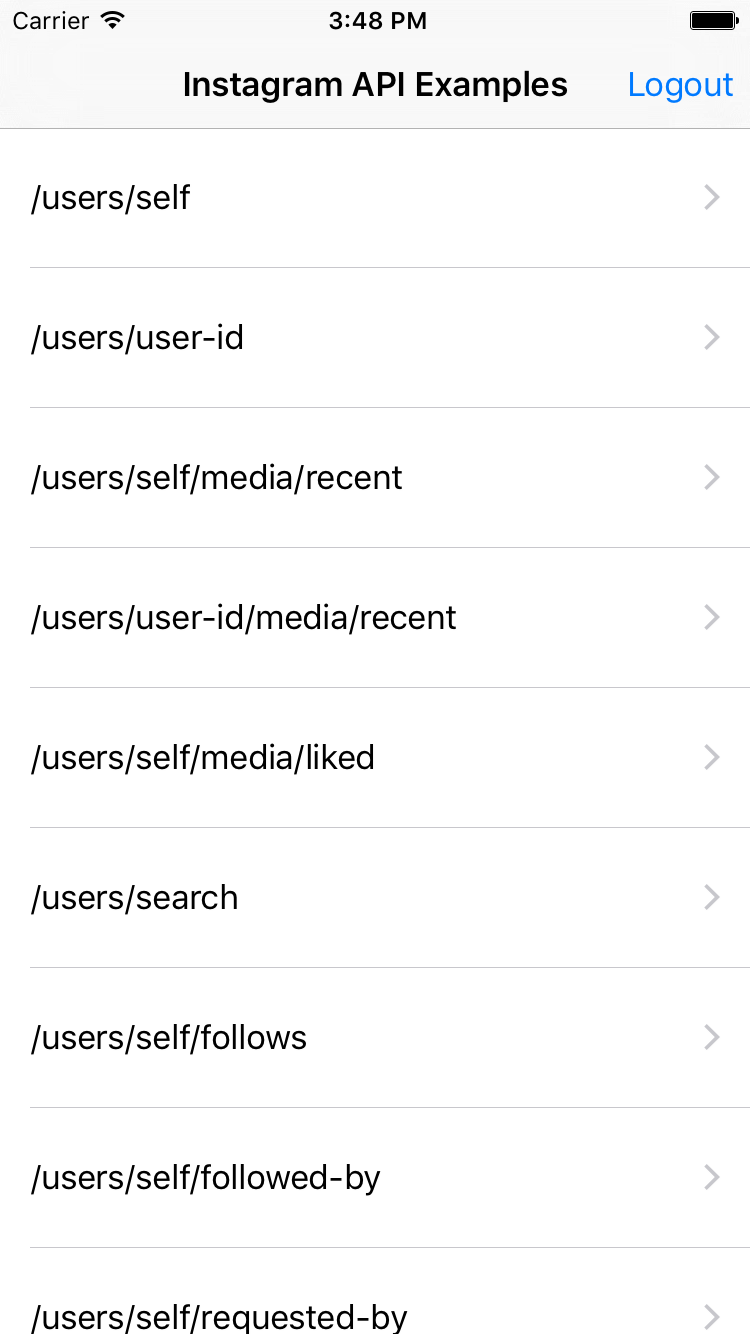 Carrier 3:48 PM
Instagram API Examples Logout
/users/self
/users/user-id
/users/self/media/recent
/users/user-id/media/recent
/users/self/media/liked
/users/search
/users/self/follows
/users/self/followed-by
/users/self/requested-by